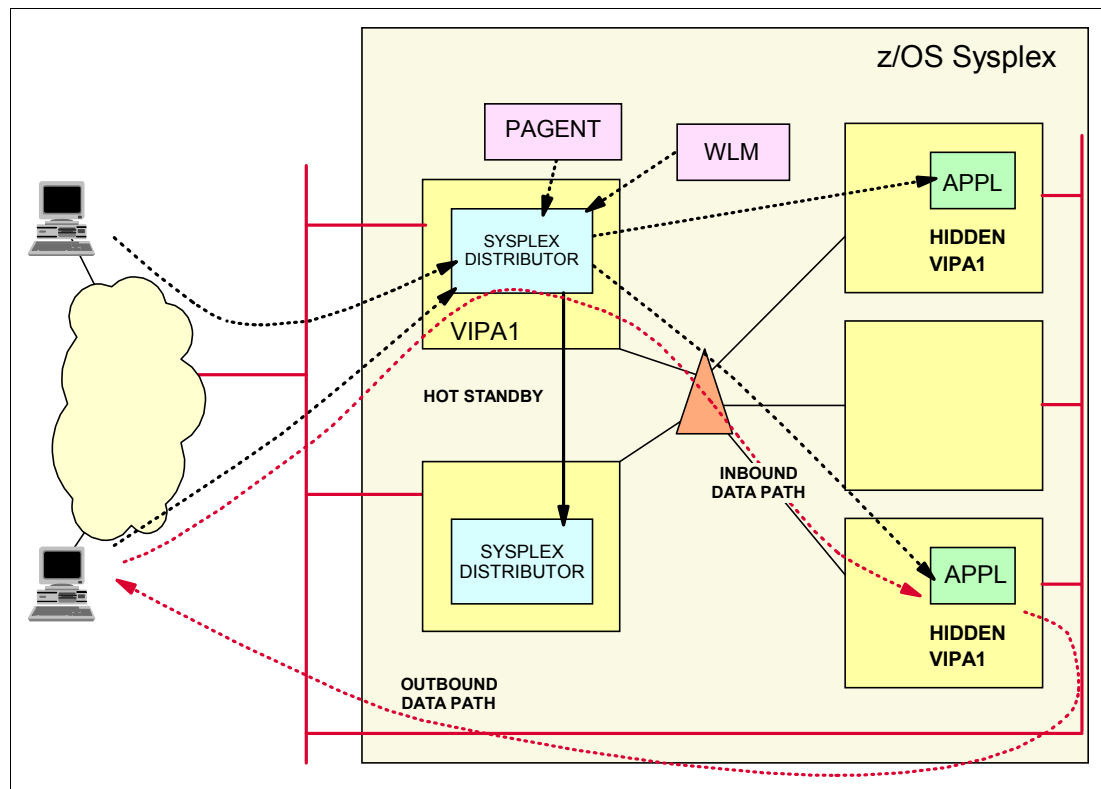 z/OS Sysplex
PAGENT
WLM
APPL
HIDDEN
VIPA1
SYSPLEX
DISTRIBUTOR
VIPA1
HOT STANDBY
INBOUND
DATA PATH
SYSPLEX
DISTRIBUTOR
APPL
HIDDEN
VIPA1
OUTBOUND
DATA PATH